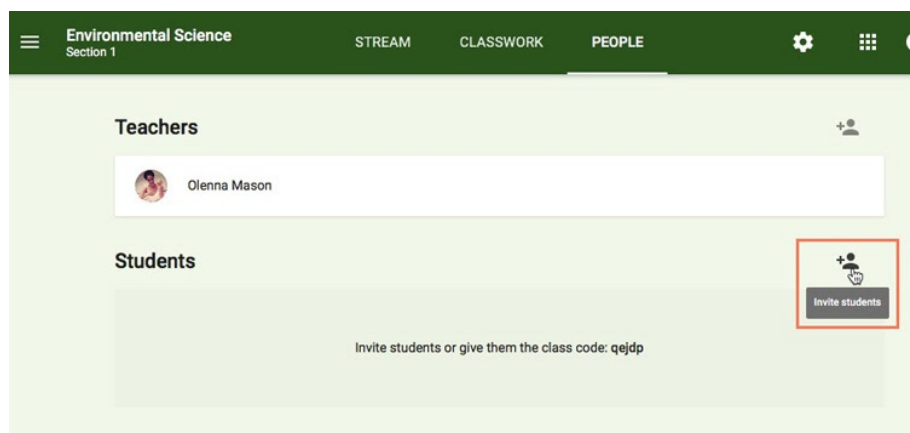 Environmental Science
Section 1
STREAM CLASSWORK PEOPLE
Teachers
Olenna Mason
Students
Invite students
Invite students or give them the class code: qejdp